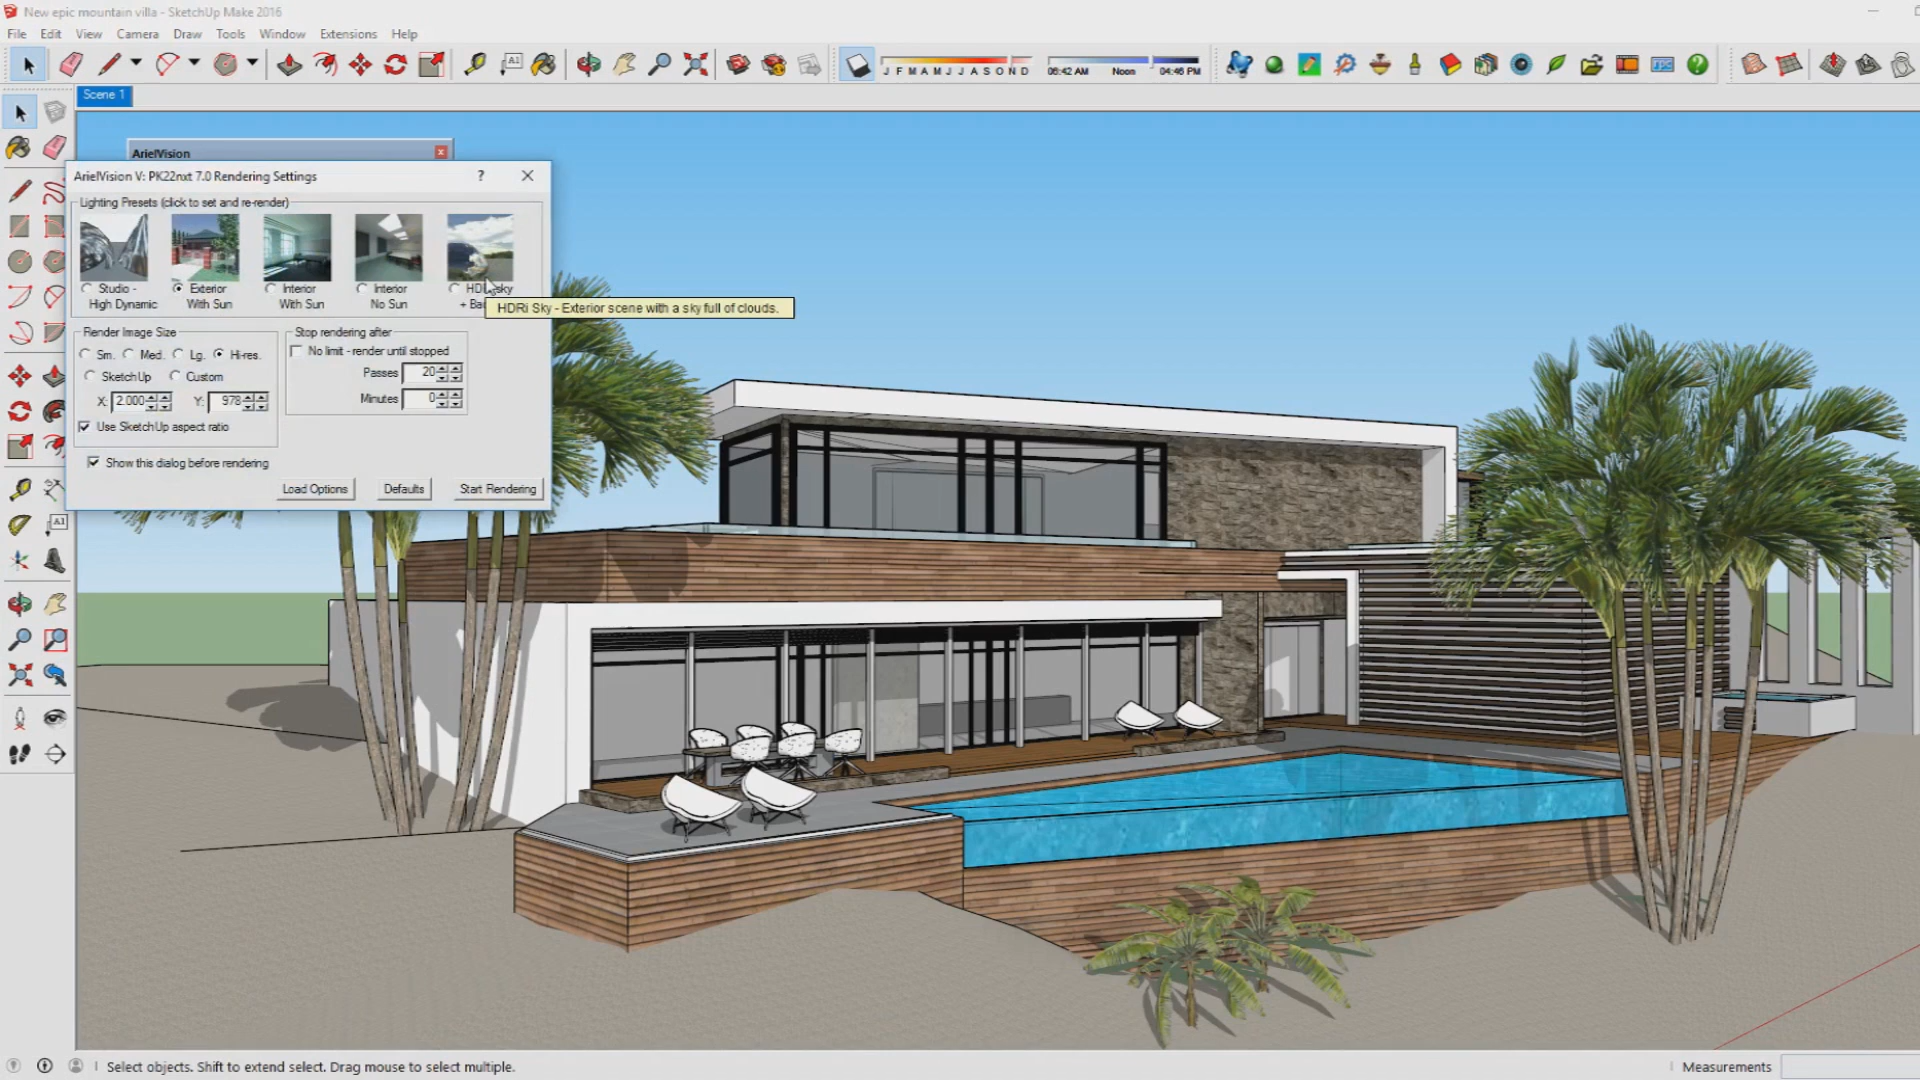 New epic mountain villa - SketchUp Make 2016
File Edit View Camera Draw Tools Window Extensions Help
A1
J F M A M J J A S O N D
06:42 AM Noon 04:46 PM
Scene 1
ArielVision
ArielVision V: PK22nxt 7.0 Rendering Settings ?
Lighting Presets (click to set and re-render)
Studio - High Dynamic
Exterior With Sun
Interior With Sun
Interior No Sun
HDRi Sky
HDRi Sky - Exterior scene with a sky full of clouds.
Render Image Size
Sm. Med. Lg. Hi-res.
SketchUp Custom
X: 2.000 Y: 978
Use SketchUp aspect ratio
Stop rendering after
No limit - render until stopped
Passes 20
Minutes 0
Show this dialog before rendering
Load Options Defaults Start Rendering
A1
Select objects. Shift to extend select. Drag mouse to select multiple.
Measurements